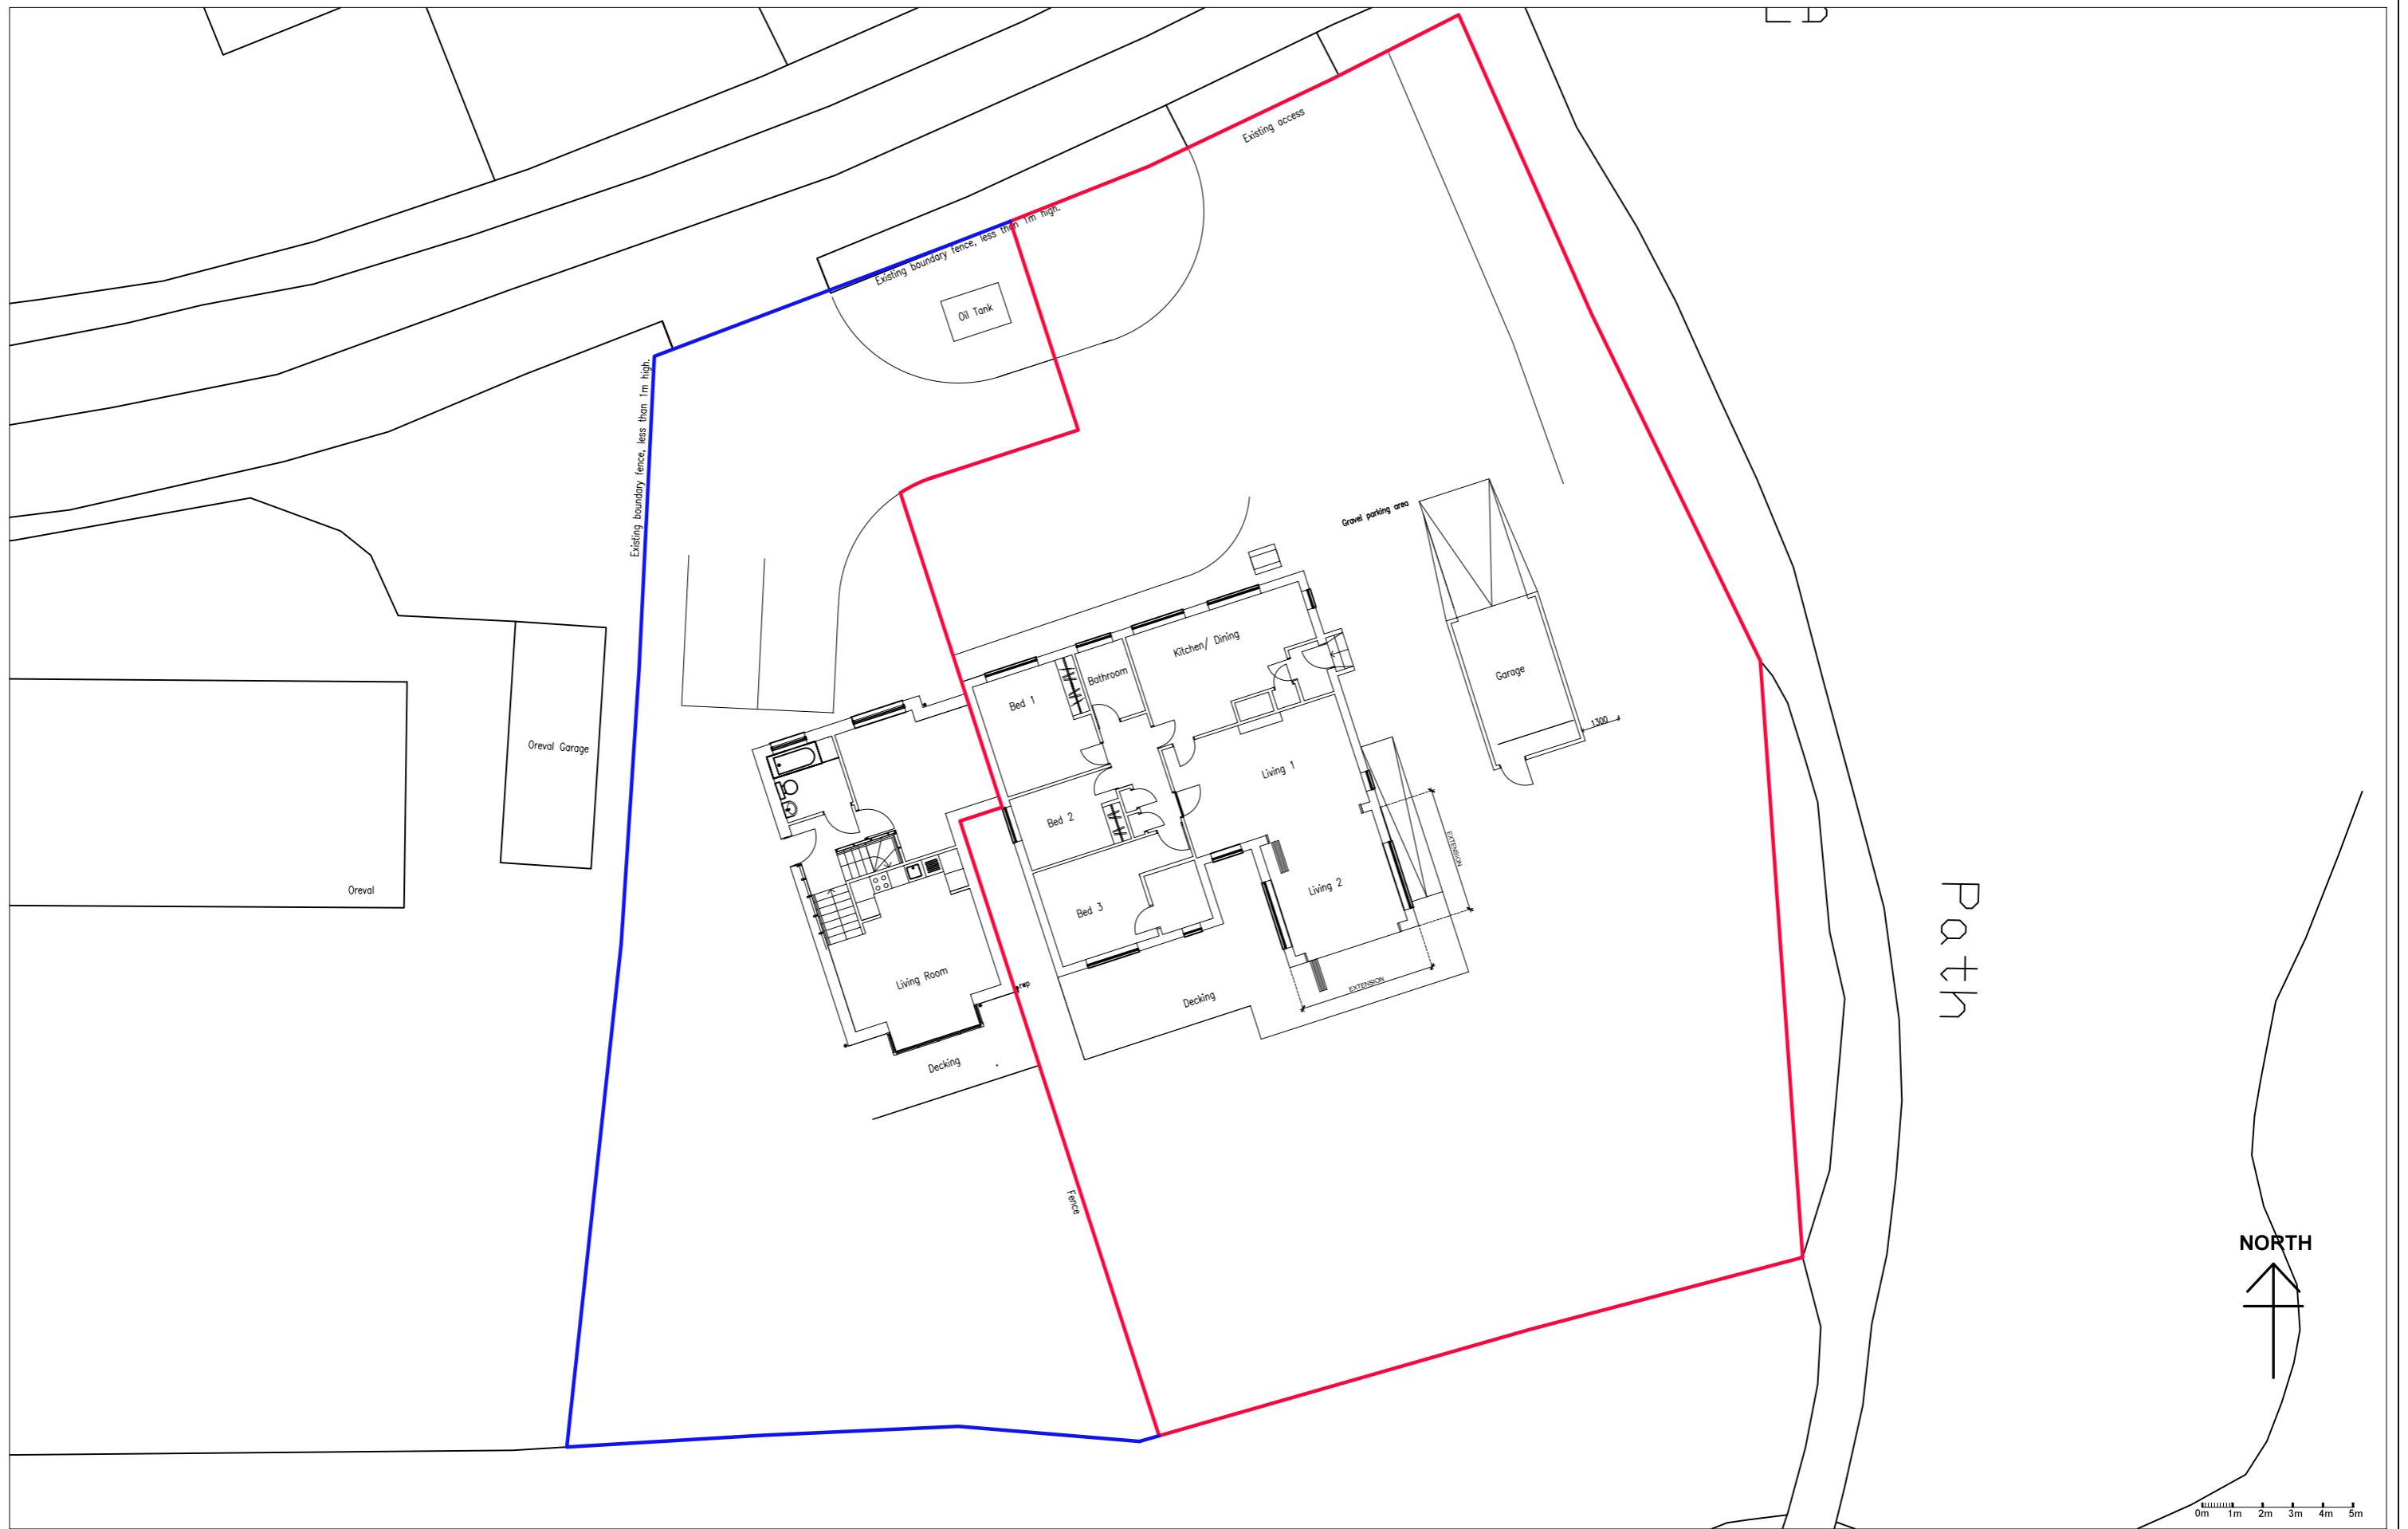 Existing access
Existing boundary fence, less than 1m high.
Oil Tank
Existing boundary fence, less than 1m high.
Gravel parking area
Kitchen/ Dining
Bathroom
Bed 1
Garage
1300
Oreval Garage
Living 1
Bed 2
EXTENSION
Oreval
Living 2
Bed 3
Path
Living Room
rwp
EXTENSION
Decking
Decking
Fence
NORTH
0m 1m 2m 3m 4m 5m